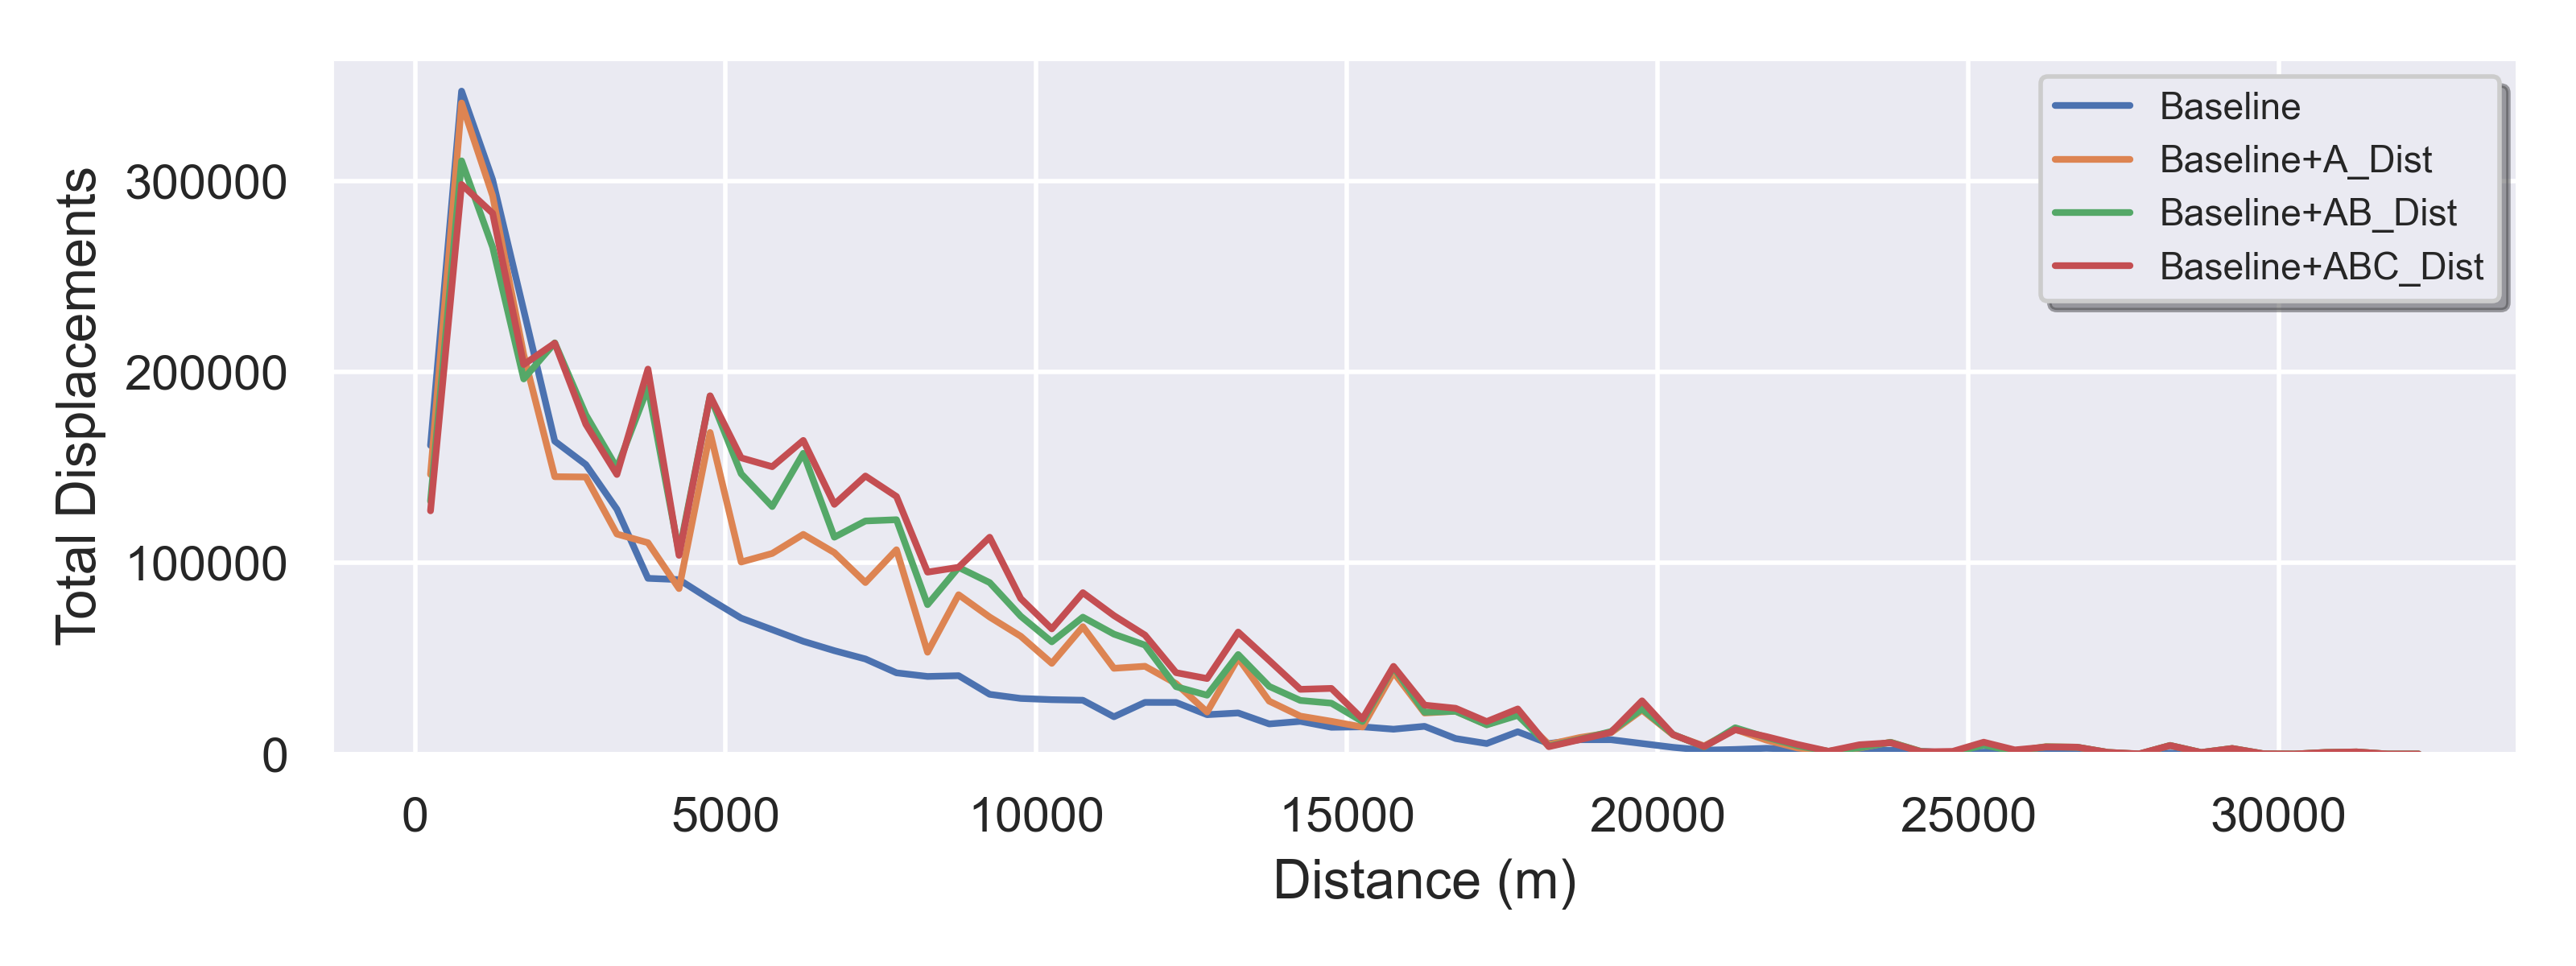 Total Displacements
300000
200000
100000
0
0 5000 10000 15000 20000 25000 30000
Distance (m)
Baseline
Baseline+A_Dist
Baseline+AB_Dist
Baseline+ABC_Dist